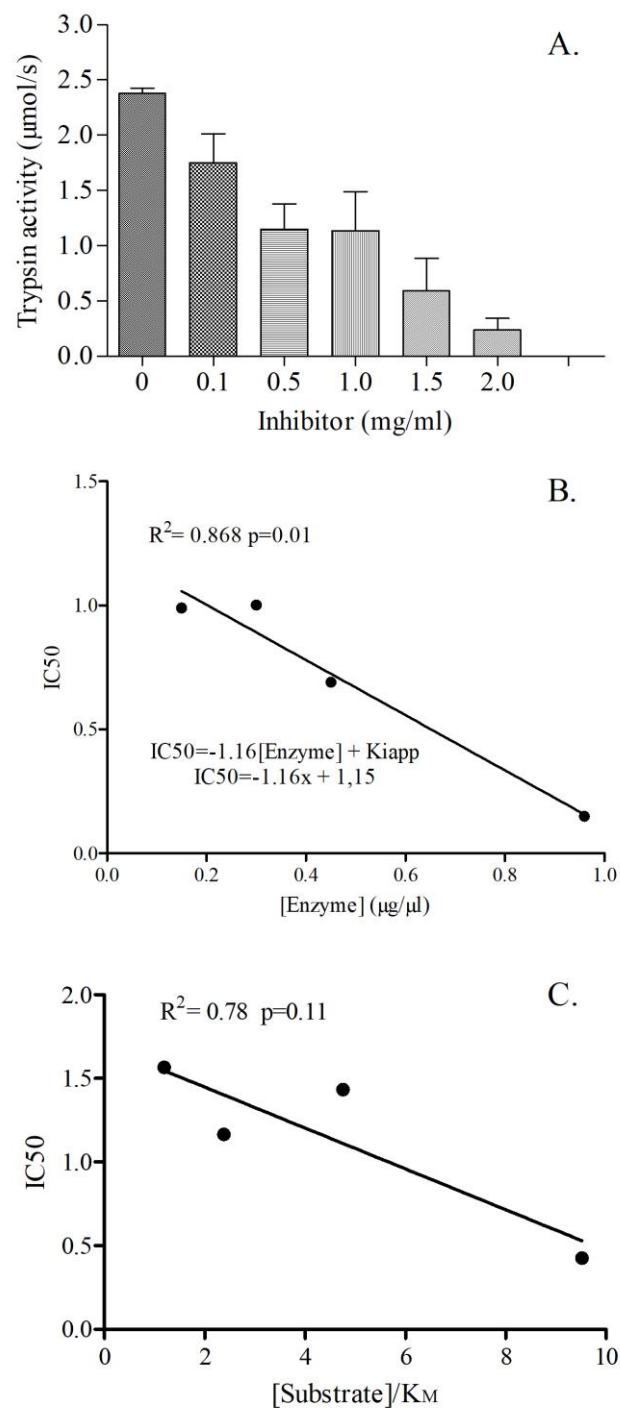 A.
Trypsin activity (μmol/s)
3.0
2.5
2.0
1.5
1.0
0.5
0.0
0 0.1 0.5 1.0 1.5 2.0
Inhibitor (mg/ml)
B.
IC50
1.5
1.0
0.5
0.0
R²= 0.868 p=0.01
IC50=-1.16[Enzyme] + Kiapp
IC50=-1.16x + 1,15
0.0 0.2 0.4 0.6 0.8 1.0
[Enzyme] (μg/μl)
C.
IC50
2.0
1.5
1.0
0.5
0.0
R²= 0.78 p=0.11
0 2 4 6 8 10
[Substrate]/KM